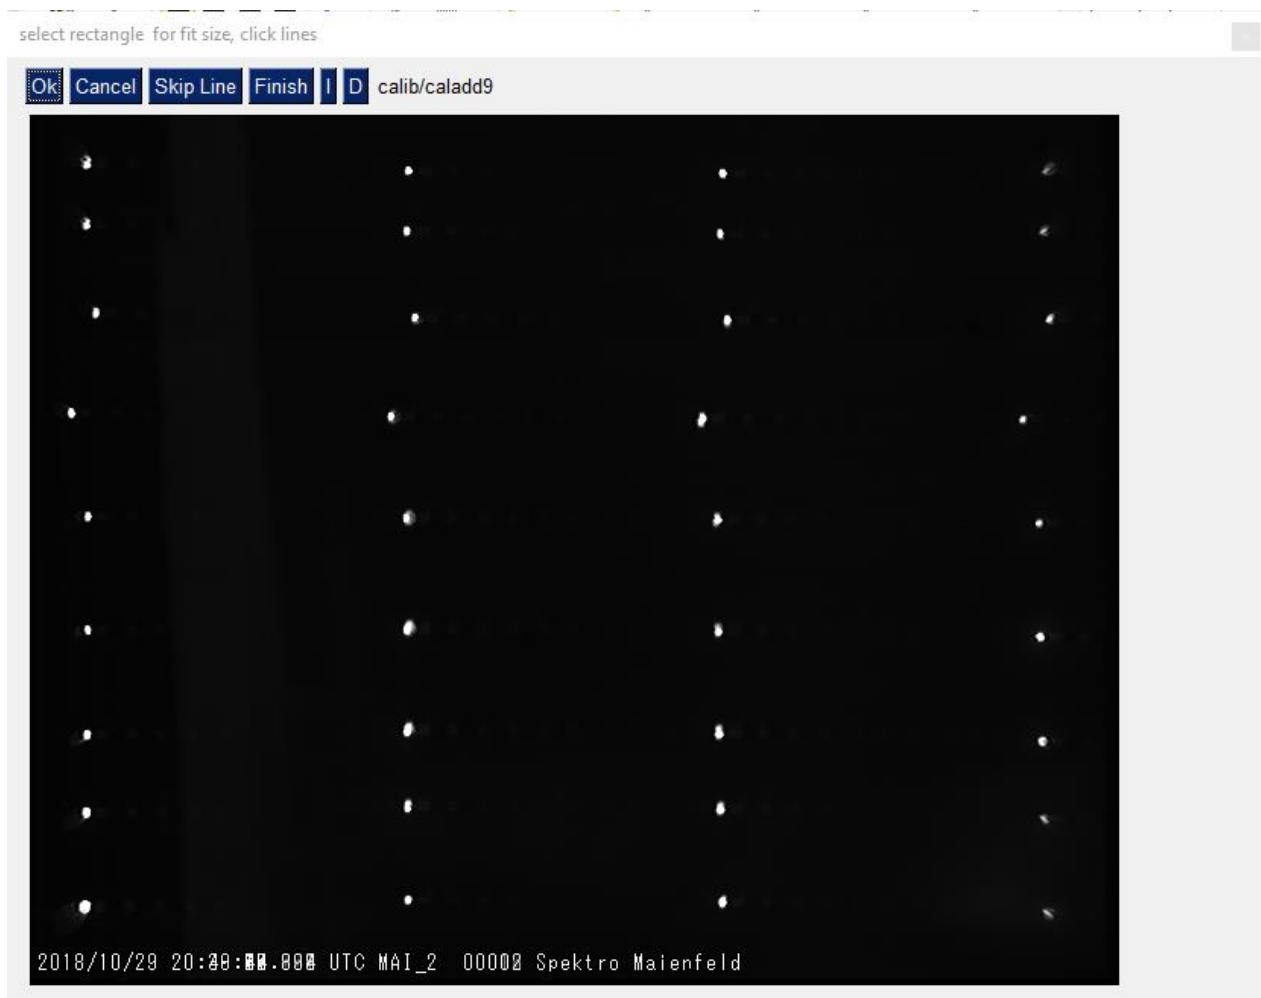 select rectangle for fit size, click lines
Ok Cancel Skip Line Finish I D calib/caladd9
2018/10/29 UTC MAI_2 Spektro Maienfeld